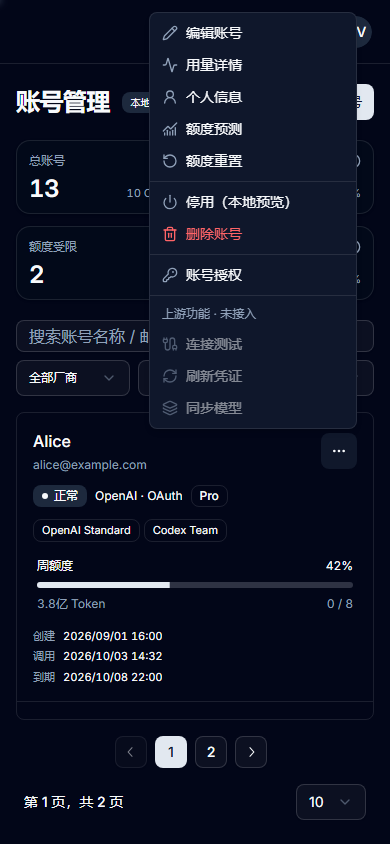 编辑账号
用量详情
个人信息
额度预测
额度重置
停用（本地预览）
删除账号
账号授权
上游功能 · 未接入
连接测试
刷新凭证
同步模型
V
账号管理
本地
号
总账号
13
10
%
额度受限
2
%
搜索账号名称 / 邮
全部厂商
Alice
alice@example.com
正常
OpenAI · OAuth
Pro
OpenAI Standard
Codex Team
周额度
42%
3.8亿 Token
0 / 8
创建 2026/09/01 16:00
调用 2026/10/03 14:32
到期 2026/10/08 22:00
1
2
第 1 页，共 2 页
10